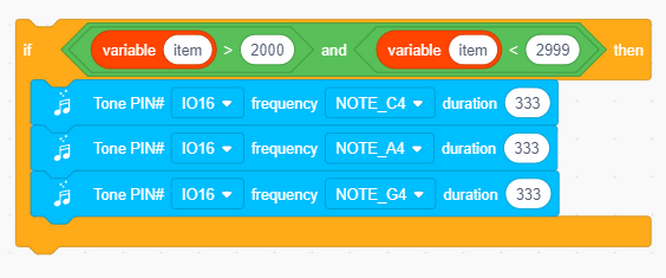 if variable item > 2000 and variable item < 2999 then
Tone PIN# IO16 frequency NOTE_C4 duration 333
Tone PIN# IO16 frequency NOTE_A4 duration 333
Tone PIN# IO16 frequency NOTE_G4 duration 333